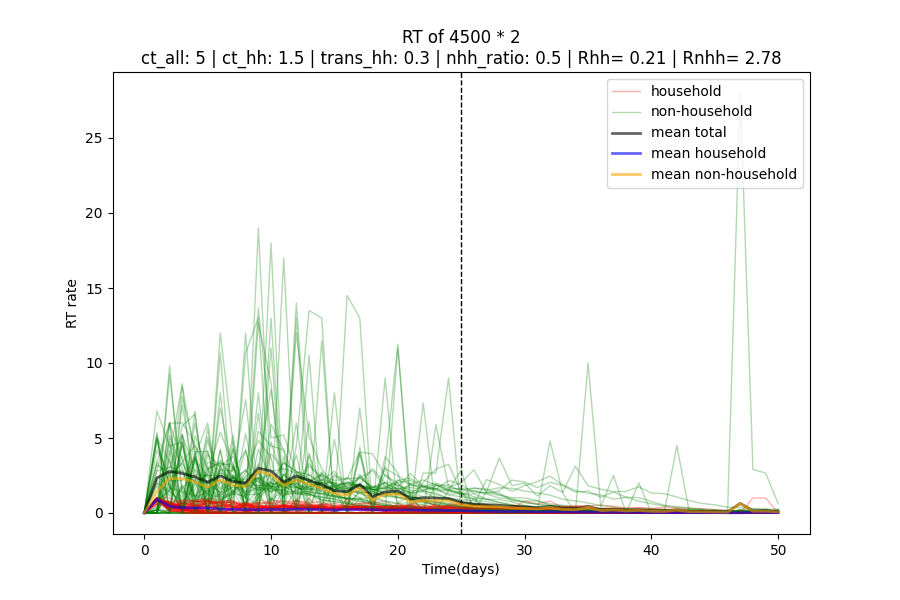 RT of 4500 * 2
ct_all: 5 | ct_hh: 1.5 | trans_hh: 0.3 | nhh_ratio: 0.5 | Rhh= 0.21 | Rnhh= 2.78
household
non-household
mean total
mean household
mean non-household
25
20
15
10
5
0
RT rate
0 10 20 30 40 50
Time(days)